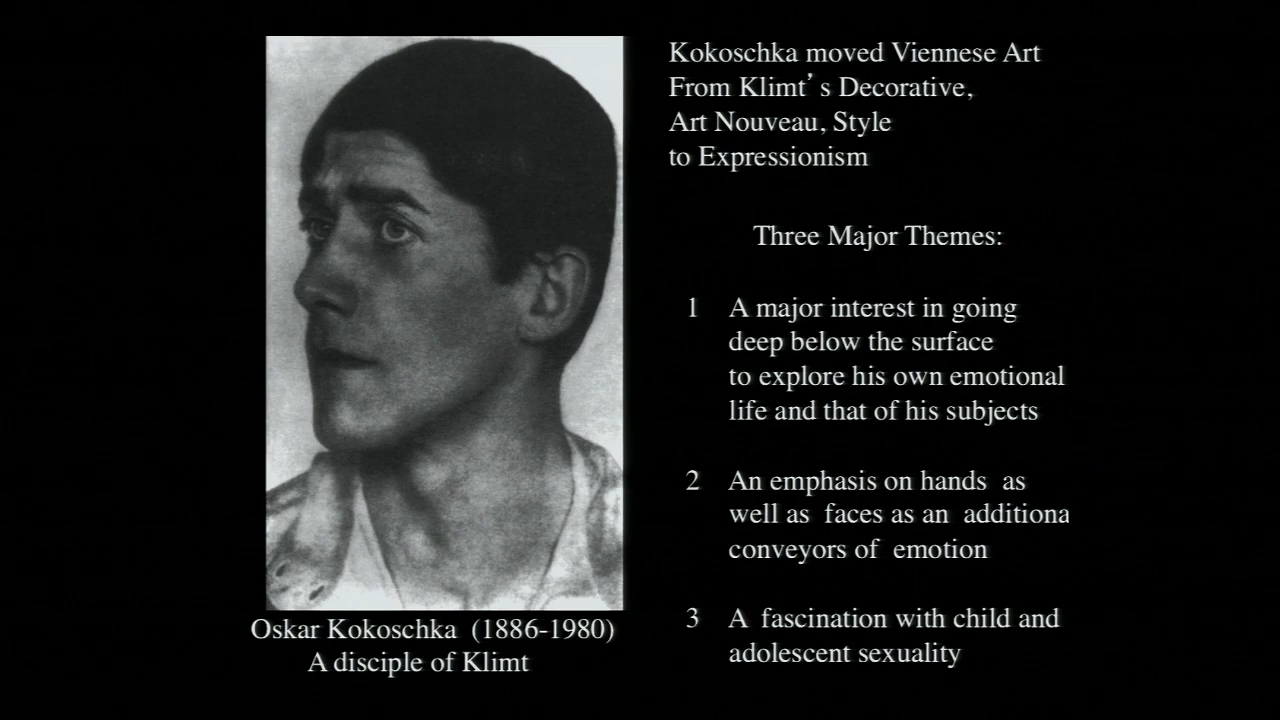 Kokoschka moved Viennese Art
From Klimt's Decorative,
Art Nouveau, Style
to Expressionism
Three Major Themes:
1 A major interest in going
deep below the surface
to explore his own emotional
life and that of his subjects
2 An emphasis on hands as
well as faces as an additiona
conveyors of emotion
3 A fascination with child and
adolescent sexuality
Oskar Kokoschka (1886-1980)
A disciple of Klimt